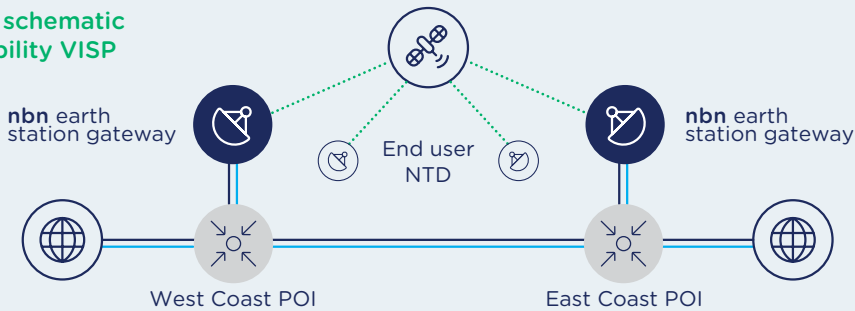 schematic
bility VISP
nbn earth
station gateway
End user
NTD
nbn earth
station gateway
West Coast POI
East Coast POI